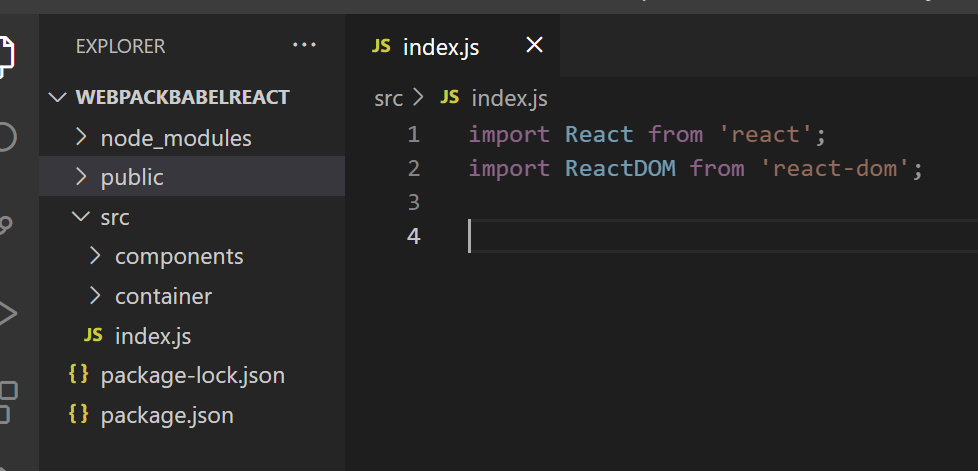 EXPLORER ...
WEBPACKBABELREACT
node_modules
public
src
components
container
JS index.js
{} package-lock.json
{} package.json
JS index.js
src > JS index.js
1 import React from 'react';
2 import ReactDOM from 'react-dom';
3
4